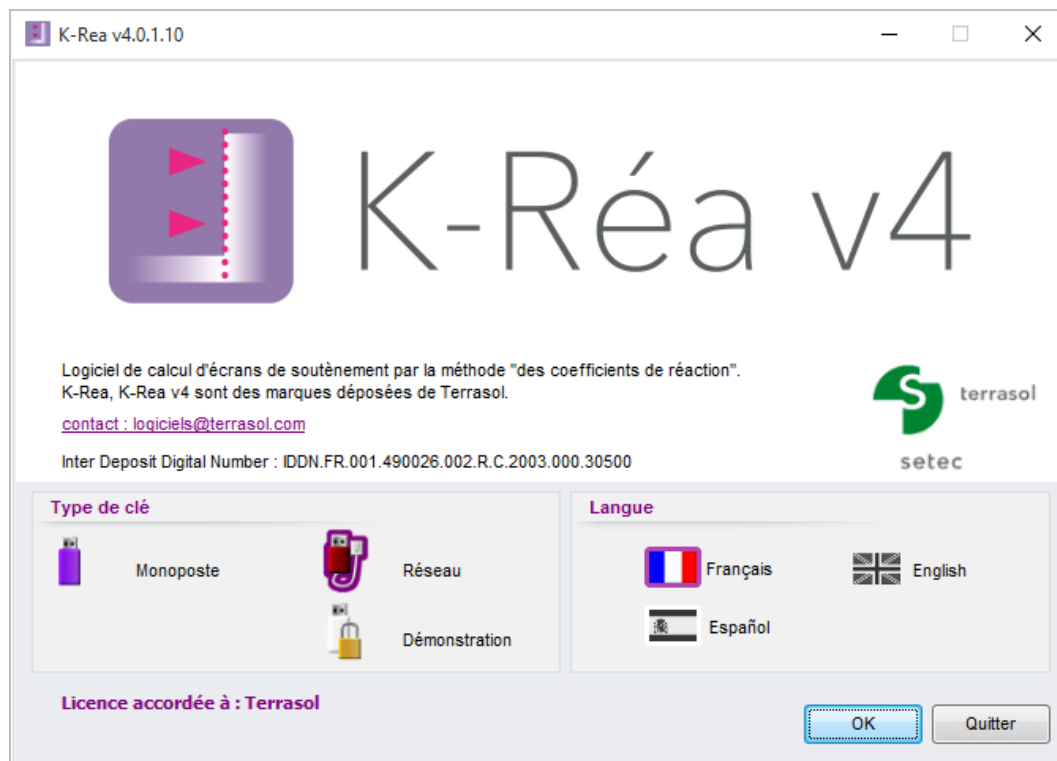 K-Rea v4.0.1.10
K-Réa v4
Logiciel de calcul d'écrans de soutènement par la méthode "des coefficients de réaction".
K-Rea, K-Rea v4 sont des marques déposées de Terrasol.
contact : logiciels@terrasol.com
Inter Deposit Digital Number : IDDN.FR.001.490026.002.R.C.2003.000.30500
S
terrasol
setec
Type de clé
Monoposte
Réseau
Démonstration
Langue
Français
English
Español
Licence accordée à : Terrasol
OK
Quitter